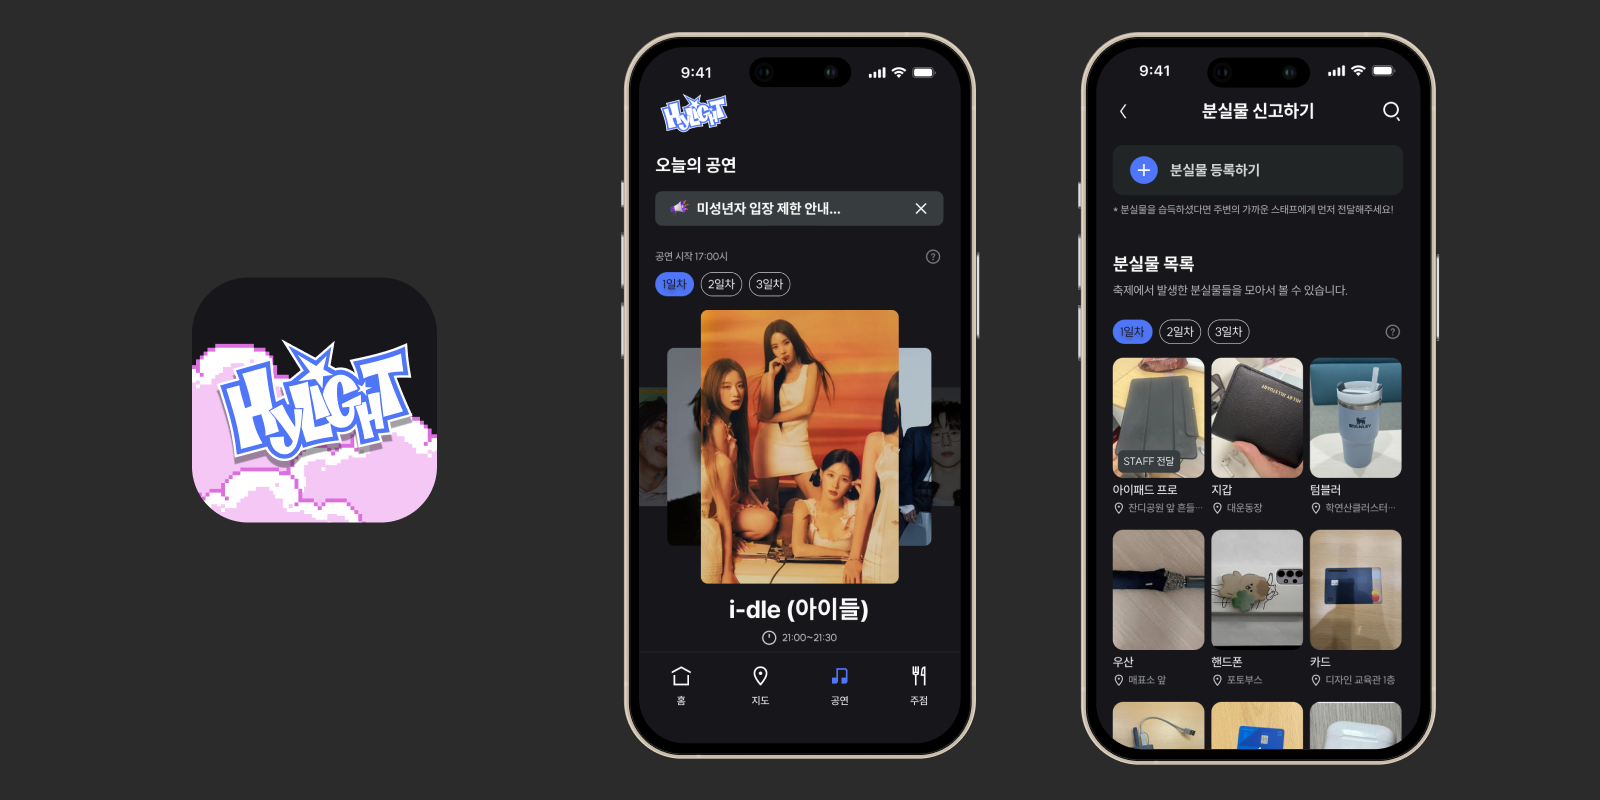 HYLIGHT
9:41
HYLIGHT
오늘의 공연
미성년자 입장 제한 안내...
공연 시작 17:00시
?
1일차
2일차
3일차
i-dle (아이들)
21:00~21:30
홈
지도
공연
주점
9:41
분실물 신고하기
분실물 등록하기
* 분실물을 습득하셨다면 주변의 가까운 스태프에게 먼저 전달해주세요!
분실물 목록
축제에서 발생한 분실물들을 모아서 볼 수 있습니다.
1일차
2일차
3일차
?
STAFF 전달
STANLEY
아이패드 프로
지갑
텀블러
잔디공원 앞 흔들...
대운동장
학연산클러스터...
우산
핸드폰
카드
매표소 앞
포토부스
디자인 교육관 1층